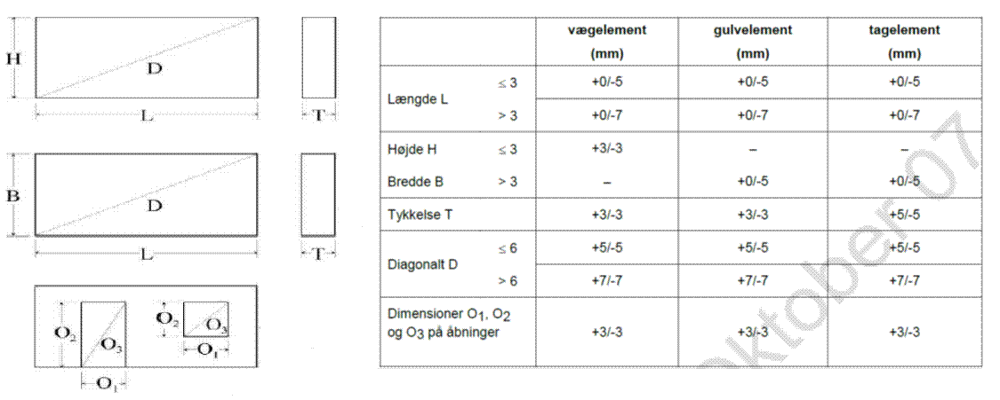 H
D
L
T
B
D
L
T
O2
O3
O1
O2
O3
O1
vægelement gulvelement tagelement
(mm) (mm) (mm)
Længde L ≤ 3 +0/-5 +0/-5 +0/-5
> 3 +0/-7 +0/-7 +0/-7
Højde H ≤ 3 +3/-3 – –
Bredde B > 3 – +0/-5 +0/-5
Tykkelse T +3/-3 +3/-3 +5/-5
Diagonalt D ≤ 6 +5/-5 +5/-5 +5/-5
> 6 +7/-7 +7/-7 +7/-7
Dimensioner O1, O2
og O3 på åbninger +3/-3 +3/-3 +3/-3
oktober 07